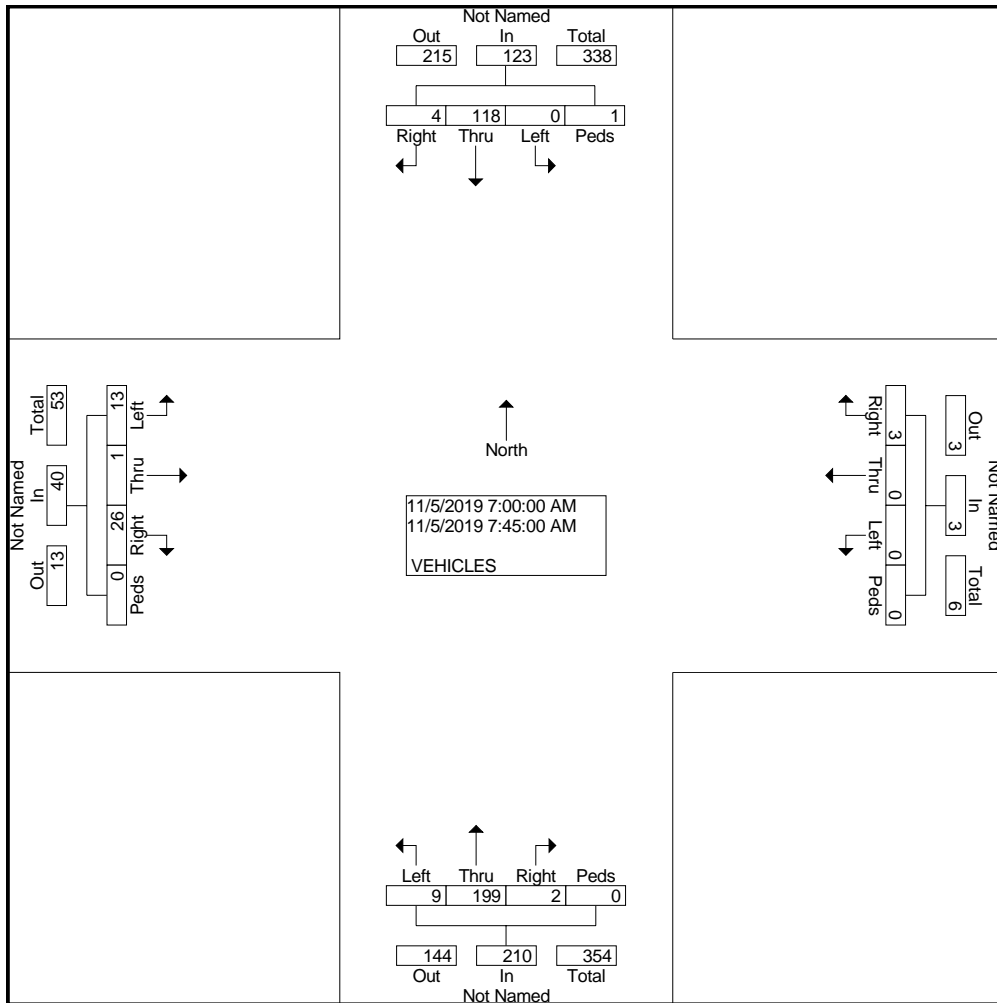 Not Named
Out In Total
215 123 338
4 118 0 1
Right Thru Left Peds
North
11/5/2019 7:00:00 AM
11/5/2019 7:45:00 AM
VEHICLES
Not Named
Total In Out
53 40 13
13 1 26 0
Left Thru Right Peds
Not Named
Out In Total
3 3 6
3 0 0 0
Right Thru Left Peds
Left Thru Right Peds
9 199 2 0
144 210 354
Out In Total
Not Named